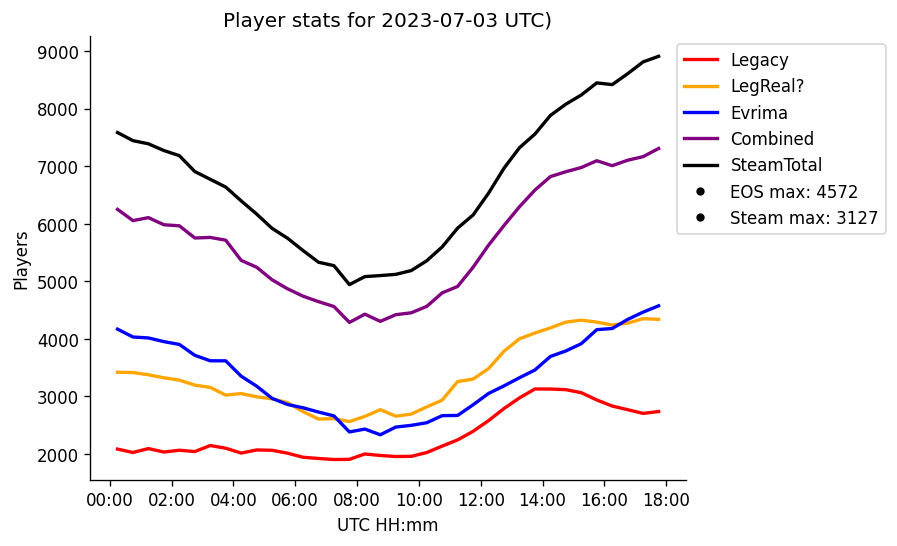 Player stats for 2023-07-03 UTC)
9000
8000
7000
6000
5000
4000
3000
2000
Players
00:00 02:00 04:00 06:00 08:00 10:00 12:00 14:00 16:00 18:00
UTC HH:mm
Legacy
LegReal?
Evrima
Combined
SteamTotal
EOS max: 4572
Steam max: 3127